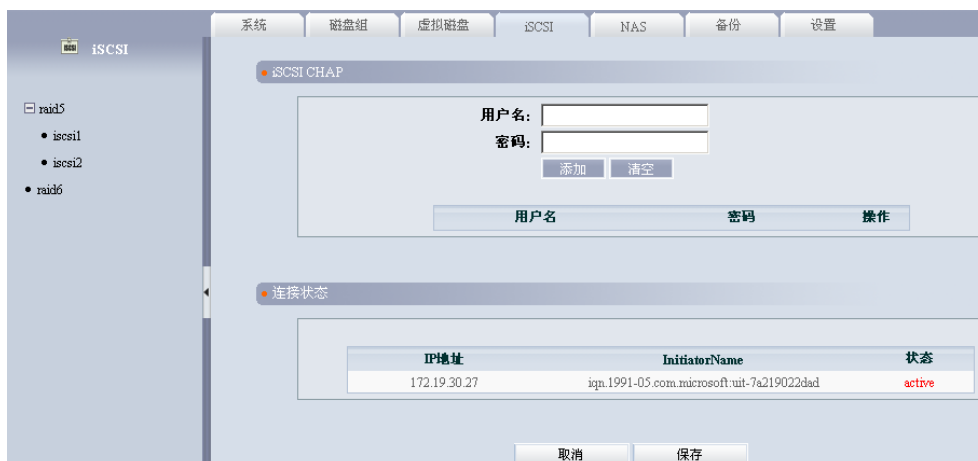 系统 磁盘组 虚拟磁盘 iSCSI NAS 备份 设置
iSCSI
raid5
iscsi1
iscsi2
raid6
iSCSI CHAP
用户名:
密码:
添加 清空
用户名 密码 操作
连接状态
IP地址 InitiatorName 状态
172.19.30.27 iqn.1991-05.com.microsoft:uit-7a219022dad active
取消 保存